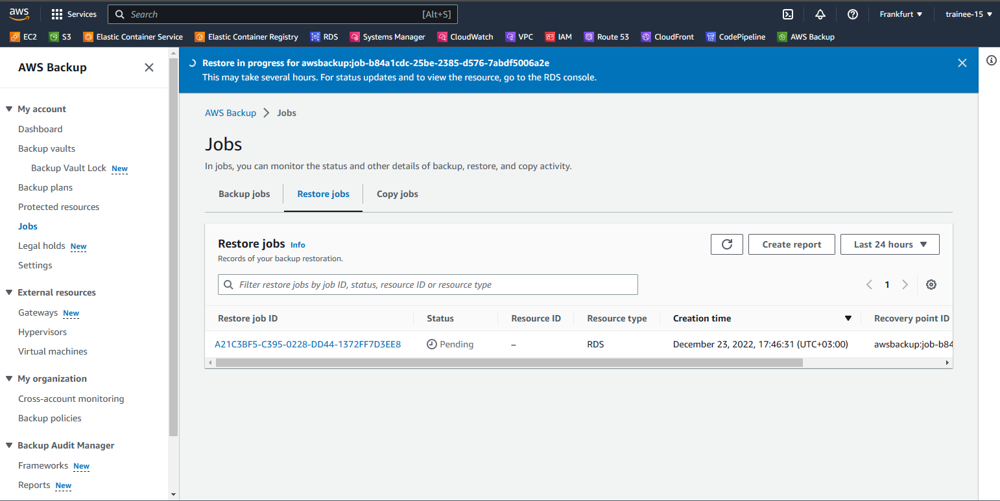 aws Services Search [Alt+S] Frankfurt trainee-15
EC2 S3 Elastic Container Service Elastic Container Registry RDS Systems Manager CloudWatch VPC IAM Route 53 CloudFront CodePipeline AWS Backup
AWS Backup
My account
Dashboard
Backup vaults
Backup Vault Lock New
Backup plans
Protected resources
Jobs
Legal holds New
Settings
External resources
Gateways New
Hypervisors
Virtual machines
My organization
Cross-account monitoring
Backup policies
Backup Audit Manager
Frameworks New
Reports New
Restore in progress for awsbackup:job-b84a1cdc-25be-2385-d576-7abdf5006a2e
This may take several hours. For status updates and to view the resource, go to the RDS console.
AWS Backup Jobs
Jobs
In jobs, you can monitor the status and other details of backup, restore, and copy activity.
Backup jobs Restore jobs Copy jobs
Restore jobs Info Create report Last 24 hours
Records of your backup restoration.
Filter restore jobs by job ID, status, resource ID or resource type 1
Restore job ID Status Resource ID Resource type Creation time Recovery point ID
A21C3BF5-C395-0228-DD44-1372FF7D3EE8 Pending – RDS December 23, 2022, 17:46:31 (UTC+03:00) awsbackup:job-b84